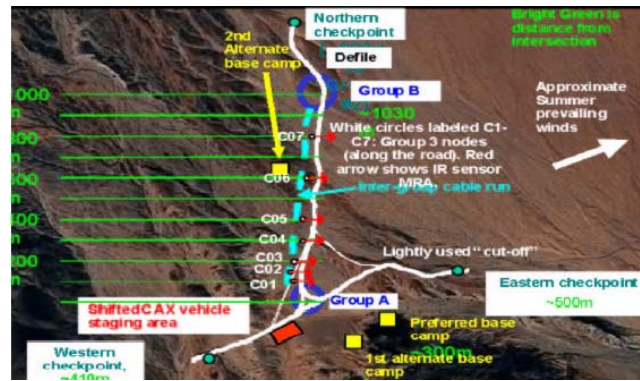 2nd
Alternate
base camp
Northern
checkpoint
Bright Green is
distance from
intersection
Defile
Group B
~1030
Approximate
Summer
prevailing
winds
C07
White circles labeled C1-
C7: Group 3 nodes
(along the road). Red
arrow shows IR sensor
MRA.
Inter-group cable run
C06
C05
C04
C03
C02
C01
Lightly used "cut-off"
Eastern checkpoint
~500m
Group A
Shifted CAX vehicle
staging area
Preferred base
camp
~300m
1st alternate base
camp
Western
checkpoint,
~410m